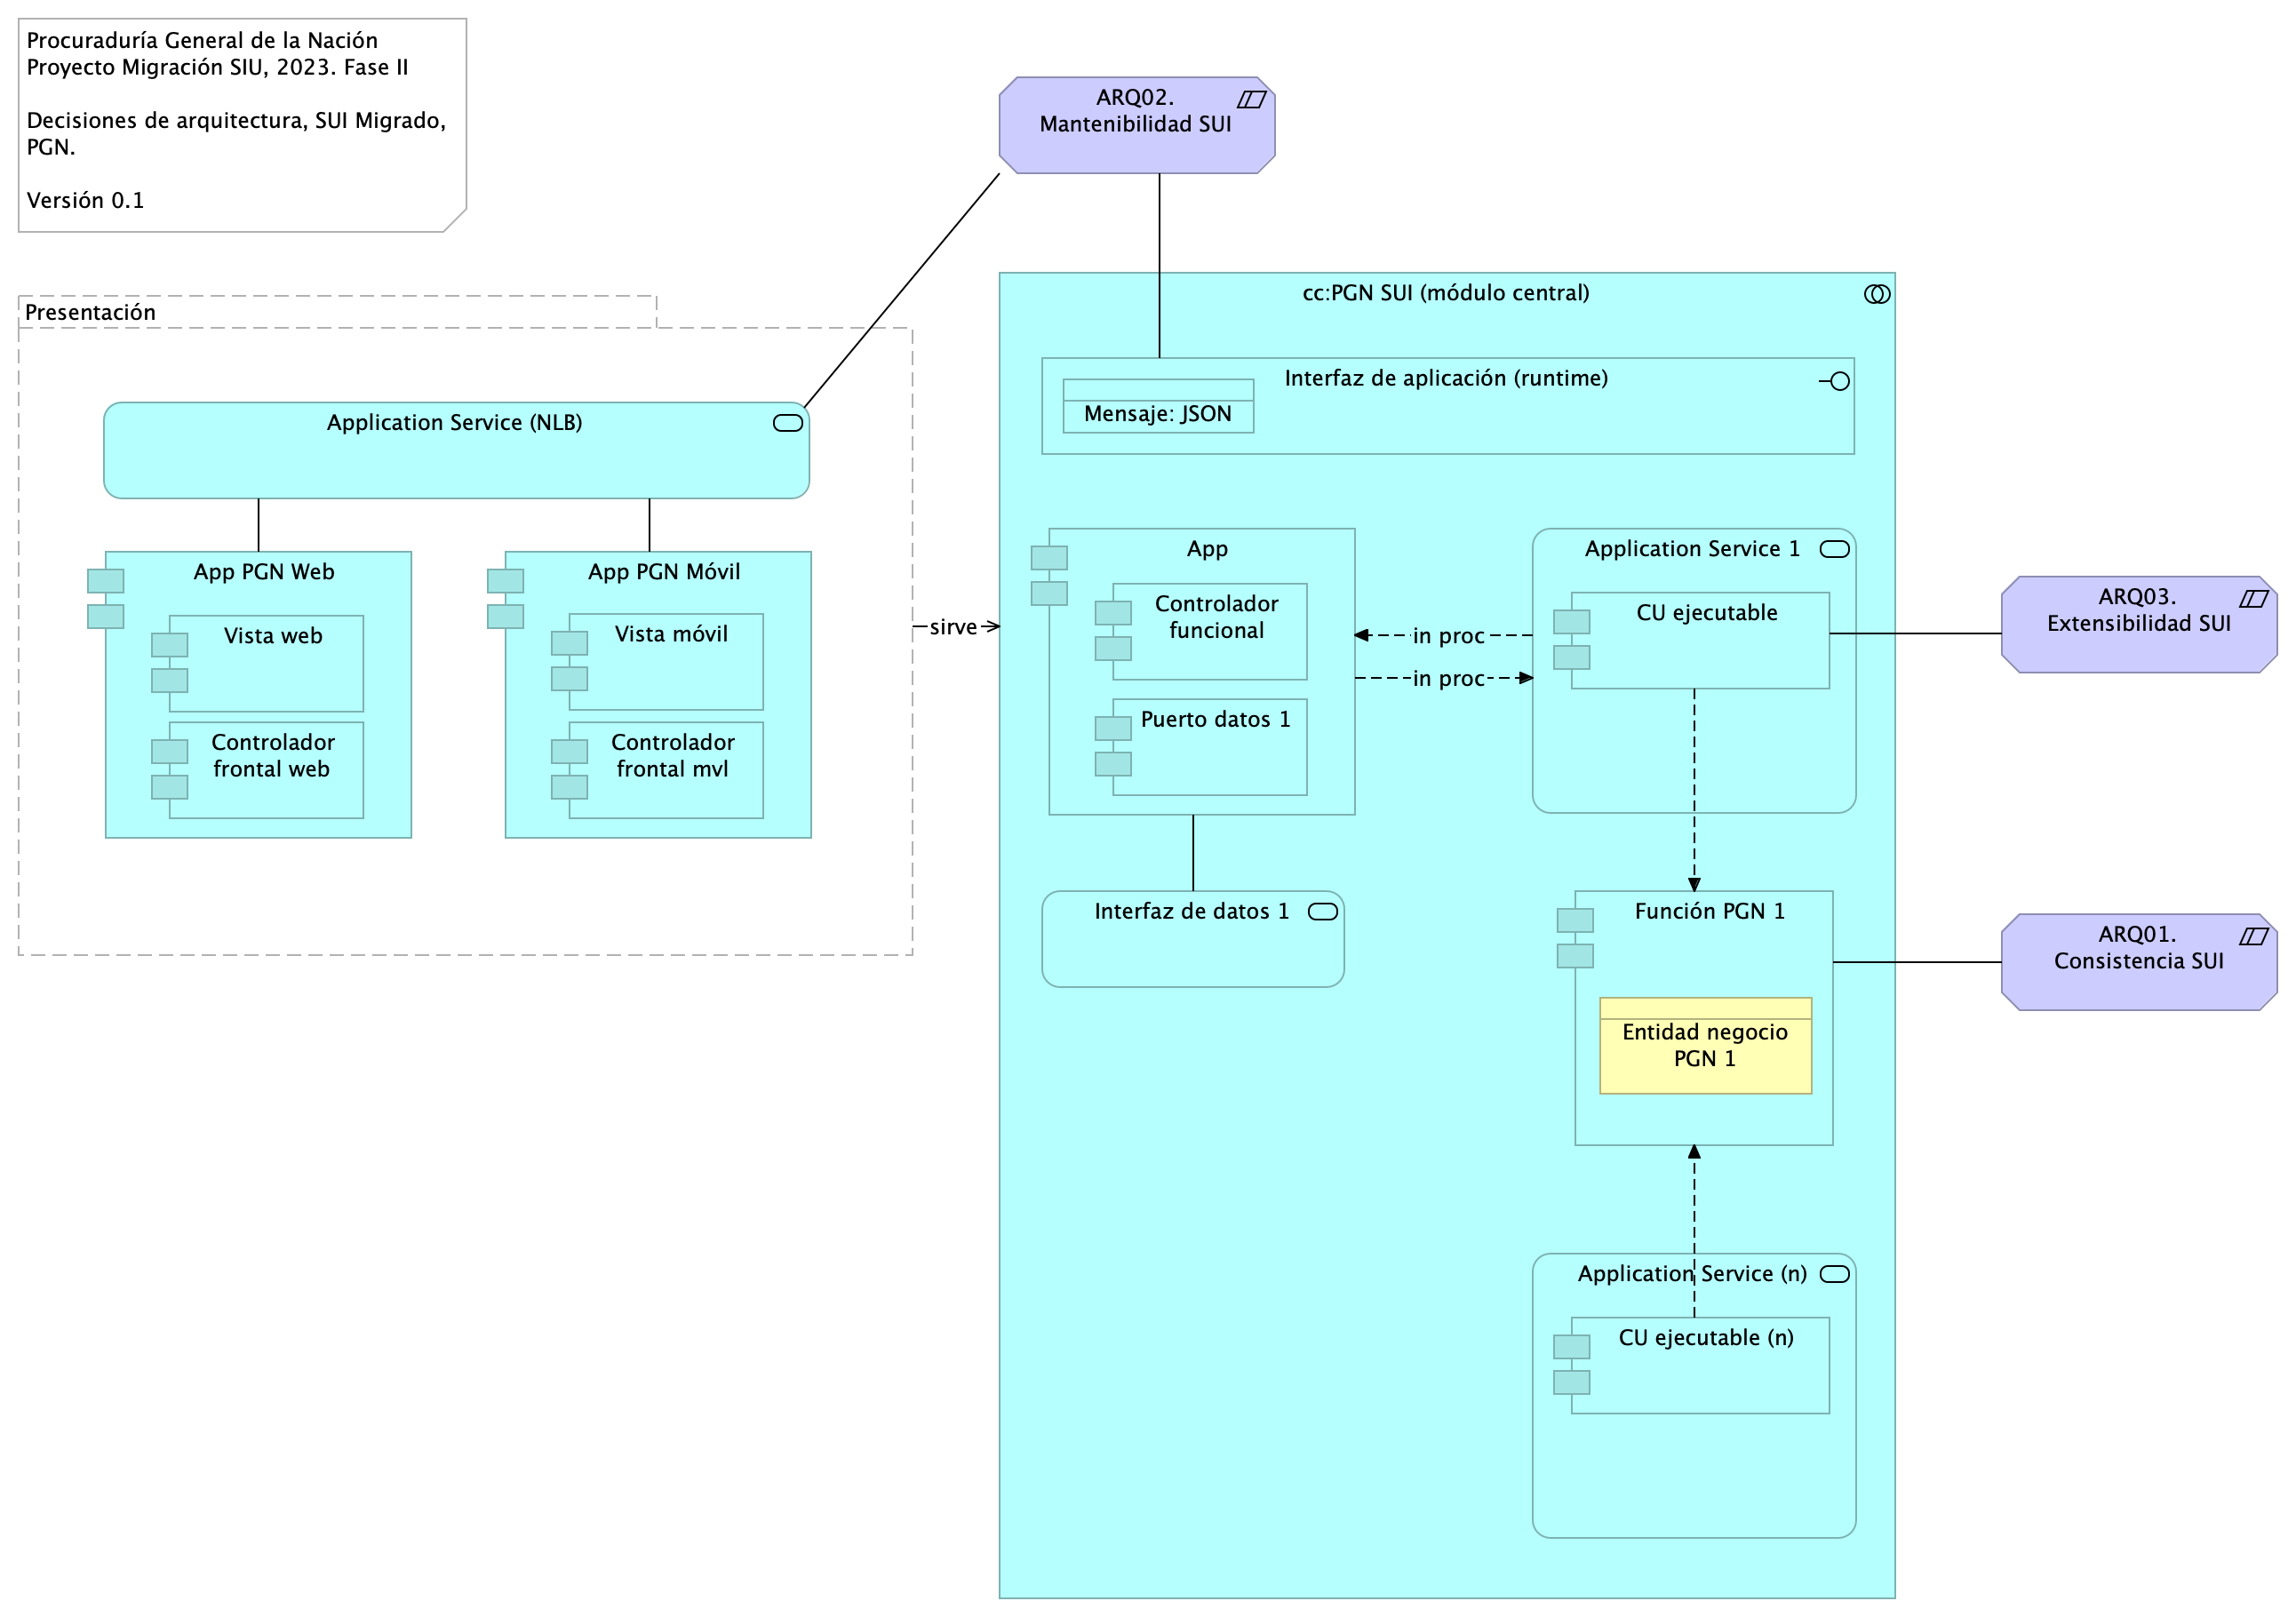 Procuraduría General de la Nación
Proyecto Migración SIU, 2023. Fase II
Decisiones de arquitectura, SUI Migrado,
PGN.
Versión 0.1
ARQ02.
Mantenibilidad SUI
Presentación
Application Service (NLB)
App PGN Web
Vista web
Controlador
frontal web
App PGN Móvil
Vista móvil
Controlador
frontal mvl
sirve
cc:PGN SUI (módulo central)
Interfaz de aplicación (runtime)
Mensaje: JSON
App
Controlador
funcional
Puerto datos 1
in proc
in proc
Application Service 1
CU ejecutable
ARQ03.
Extensibilidad SUI
Interfaz de datos 1
Función PGN 1
Entidad negocio
PGN 1
ARQ01.
Consistencia SUI
Application Service (n)
CU ejecutable (n)